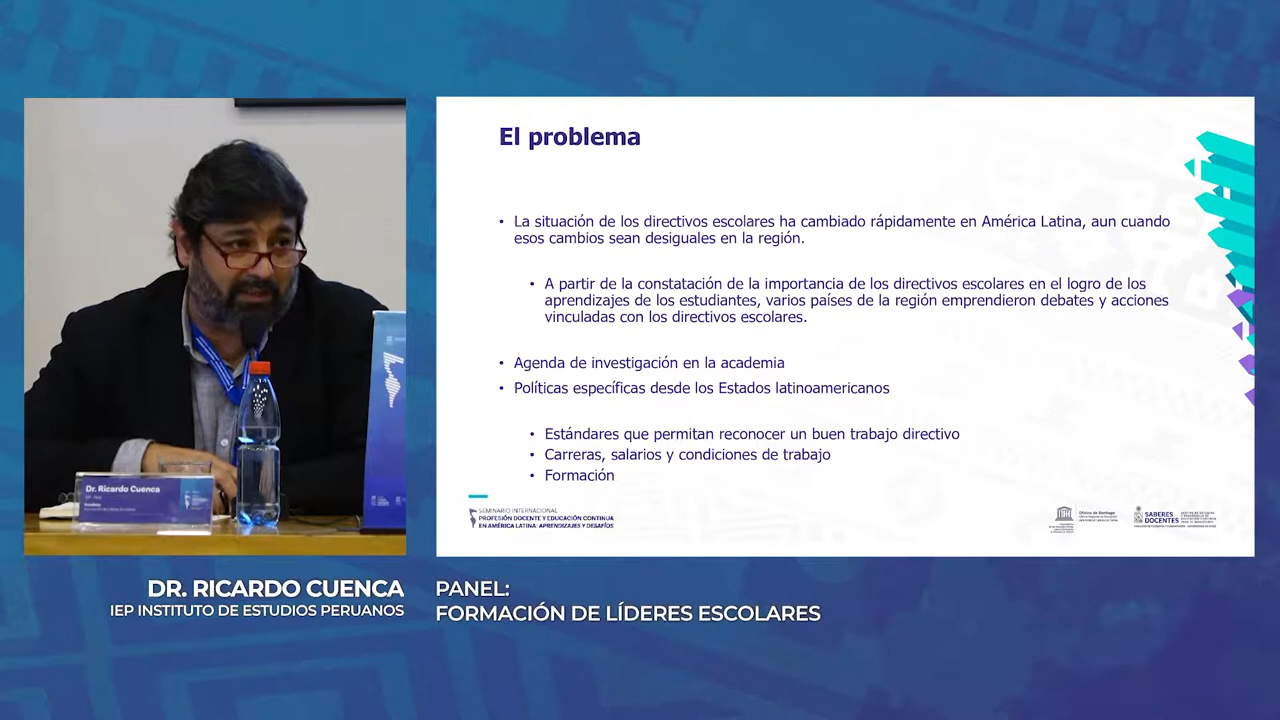 El problema
• La situación de los directivos escolares ha cambiado rápidamente en América Latina, aun cuando
esos cambios sean desiguales en la región.
• A partir de la constatación de la importancia de los directivos escolares en el logro de los
aprendizajes de los estudiantes, varios países de la región emprendieron debates y acciones
vinculadas con los directivos escolares.
• Agenda de investigación en la academia
• Políticas específicas desde los Estados latinoamericanos
• Estándares que permitan reconocer un buen trabajo directivo
• Carreras, salarios y condiciones de trabajo
• Formación
SEMINARIO INTERNACIONAL
PROFESIÓN DOCENTE Y EDUCACIÓN CONTINUA
EN AMÉRICA LATINA: APRENDIZAJES Y DESAFÍOS
Oficina de Santiago
SABERES
DOCENTES
Dr. Ricardo Cuenca
DR. RICARDO CUENCA
IEP INSTITUTO DE ESTUDIOS PERUANOS
PANEL:
FORMACIÓN DE LÍDERES ESCOLARES